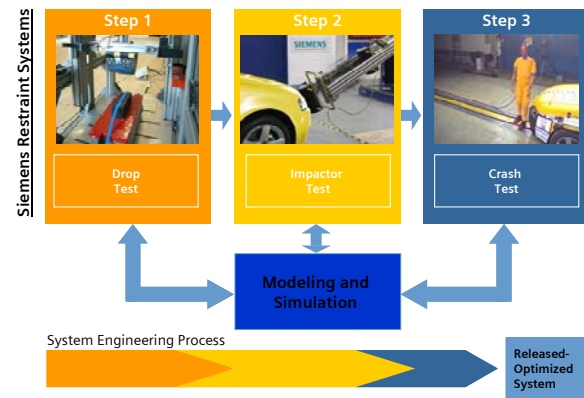 Siemens Restraint Systems
Step 1
Step 2
Step 3
SIEMENS
Drop
Test
Impactor
Test
Crash
Test
Modeling and
Simulation
System Engineering Process
Released-
Optimized
System